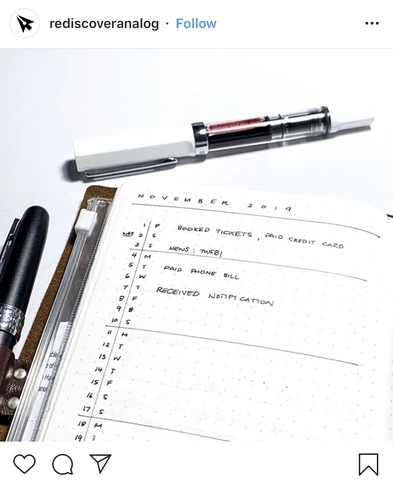 rediscoveranalog · Follow
NOVEMBER 2019
1 F BOOKED TICKETS, PAID CREDIT CARD
2 S
3 S NEWS: TWSBI
4 M
5 T PAID PHONE BILL
6 W
7 T RECEIVED NOTIFICATION
8 F
9 S
10 S
11 M
12 T
13 W
14 T
15 F
16 S
17 S
18 M
19 T